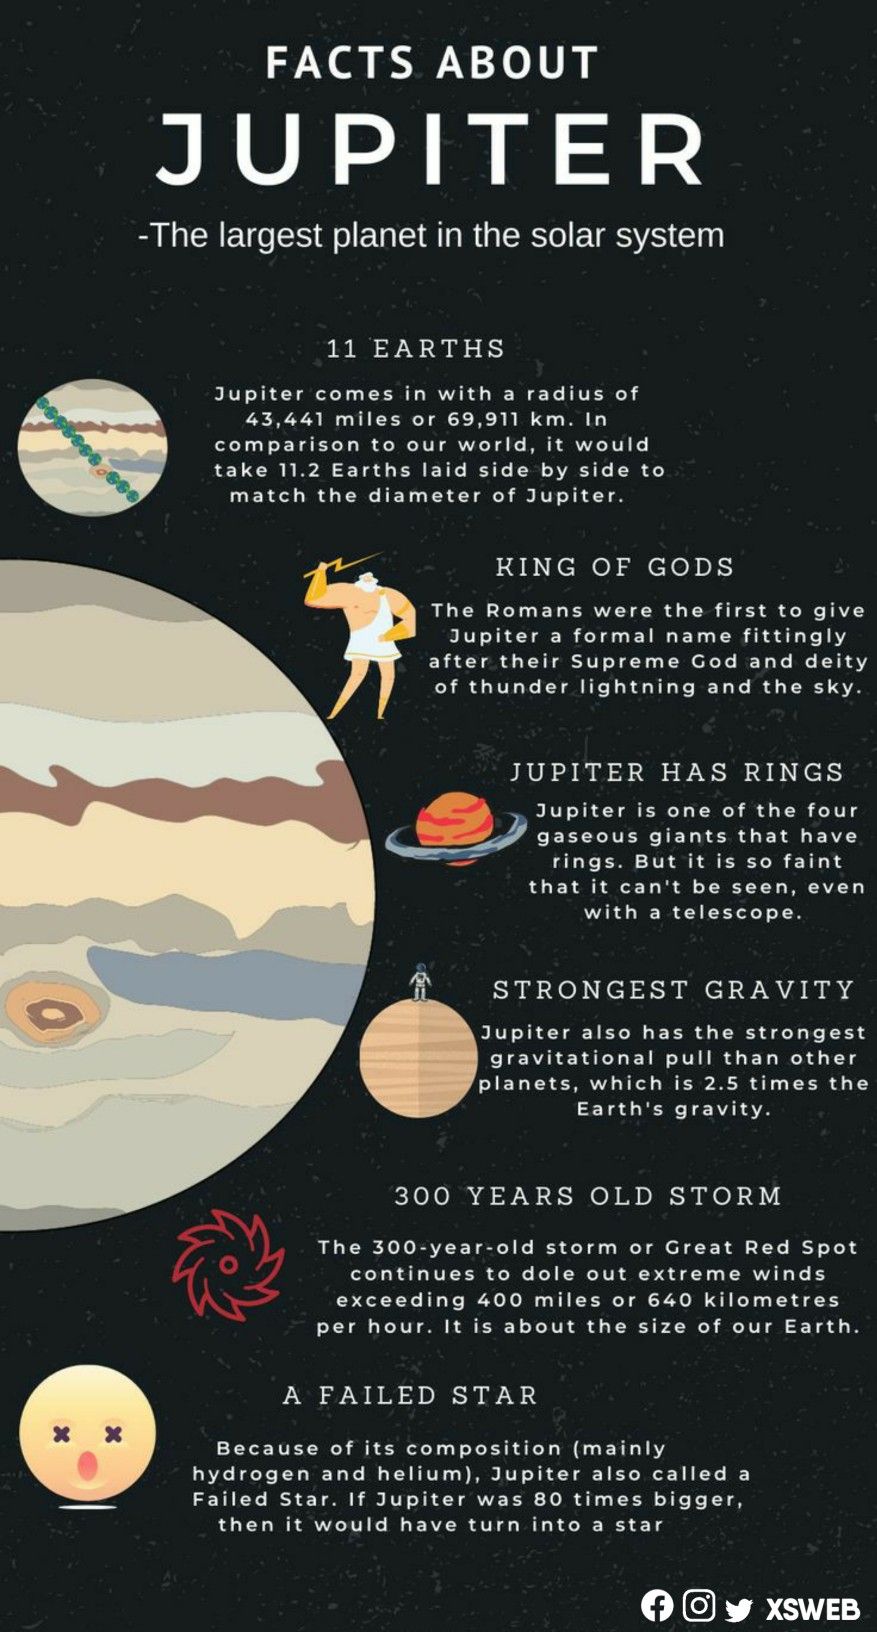 FACTS ABOUT
JUPITER
-The largest planet in the solar system
11 EARTHS
Jupiter comes in with a radius of
43,441 miles or 69,911 km. In
comparison to our world, it would
take 11.2 Earths laid side by side to
match the diameter of Jupiter.
KING OF GODS
The Romans were the first to give
Jupiter a formal name fittingly
after their Supreme God and deity
of thunder lightning and the sky.
JUPITER HAS RINGS
Jupiter is one of the four
gaseous giants that have
rings. But it is so faint
that it can't be seen, even
with a telescope.
STRONGEST GRAVITY
Jupiter also has the strongest
gravitational pull than other
planets, which is 2.5 times the
Earth's gravity.
300 YEARS OLD STORM
The 300-year-old storm or Great Red Spot
continues to dole out extreme winds
exceeding 400 miles or 640 kilometres
per hour. It is about the size of our Earth.
A FAILED STAR
Because of its composition (mainly
hydrogen and helium), Jupiter also called a
Failed Star. If Jupiter was 80 times bigger,
then it would have turn into a star
XSWEB